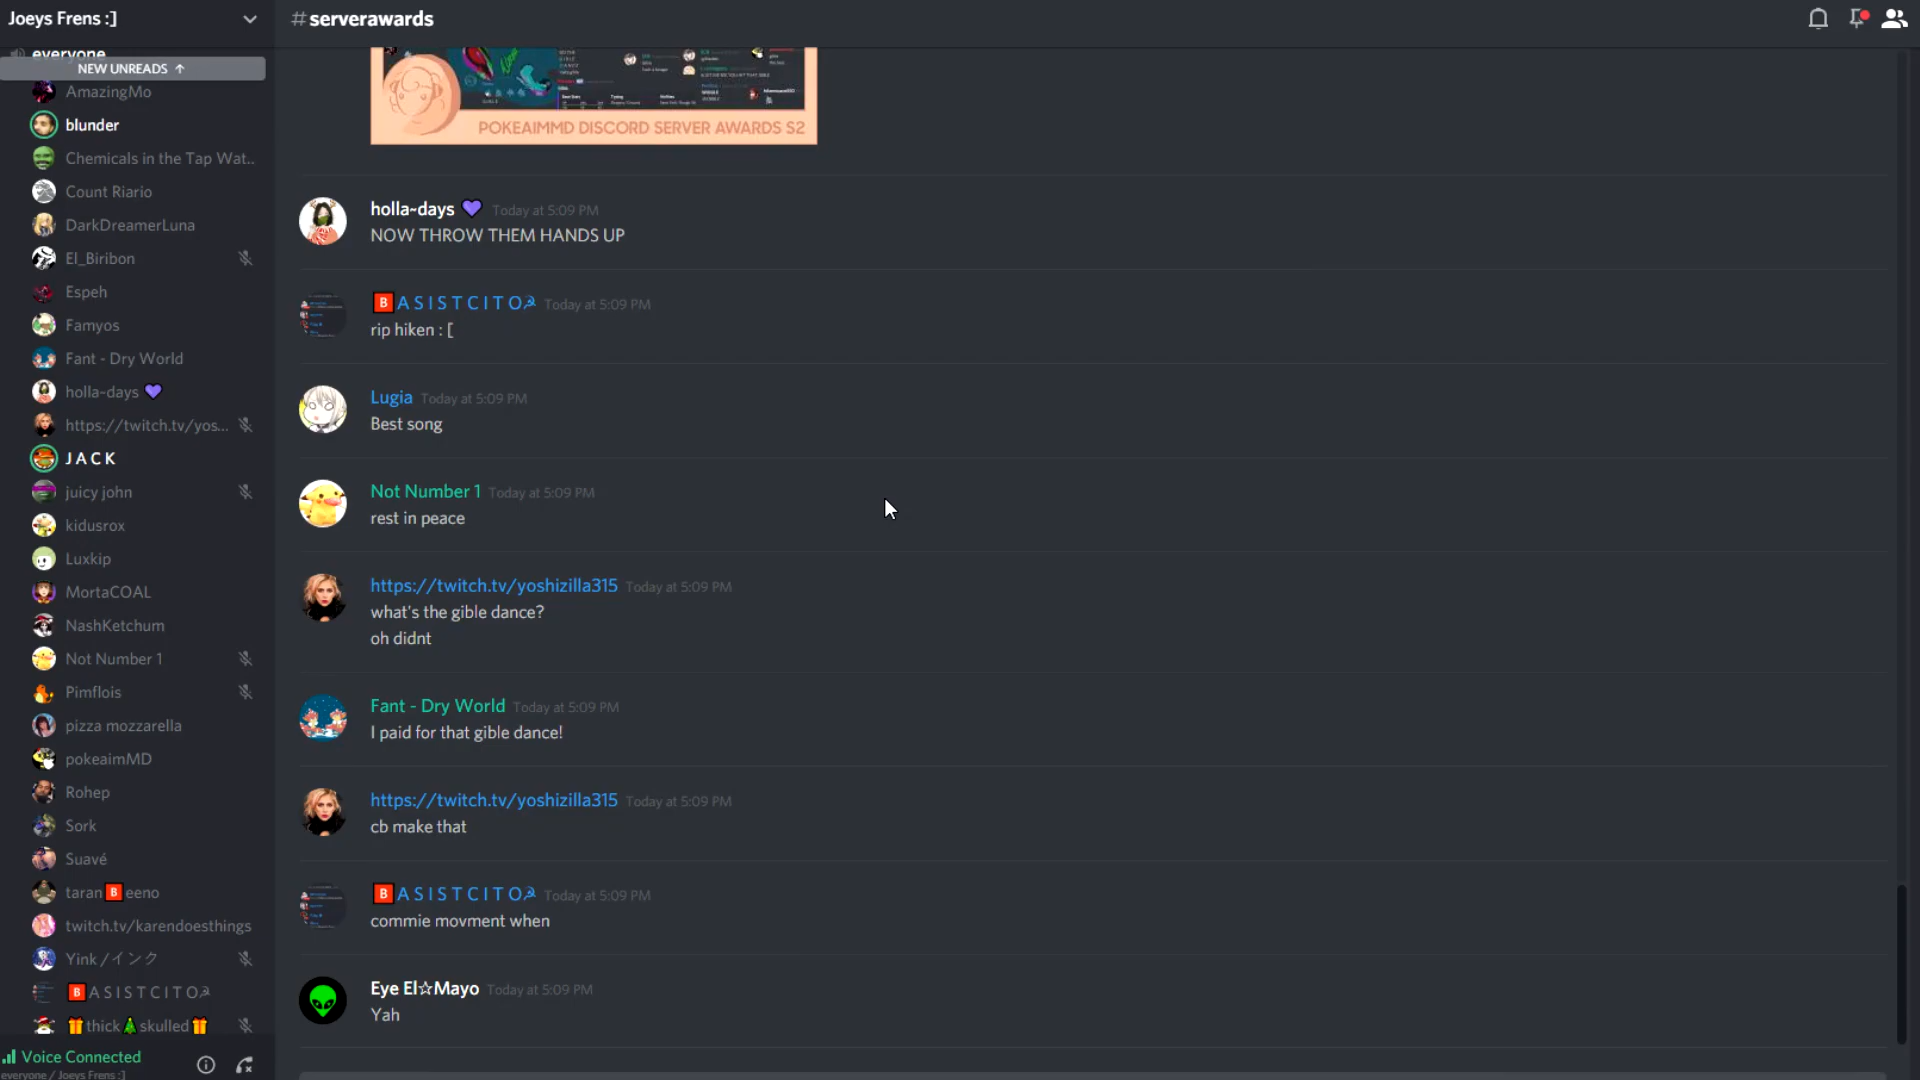 Joeys Frens :]
everyone
NEW UNREADS ↑
AmazingMo
blunder
Chemicals in the Tap Wat..
Count Riario
DarkDreamerLuna
El_Biribon
Espeh
Famyos
Fant - Dry World
holla~days 💜
https://twitch.tv/yos...
J A C K
juicy john
kidusrox
Luxkip
MortaCOAL
NashKetchum
Not Number 1
Pimflois
pizza mozzarella
pokeaimMD
Rohep
Sork
Suavé
taran🅱eeno
twitch.tv/karendoesthings
Yink /インク
🅱A S I S T C I T O☭
🎁thick🎄skulled🎁
Voice Connected
everyone / Joeys Frens :]
#serverawards
POKEAIMMD DISCORD SERVER AWARDS S2
holla~days 💜 Today at 5:09 PM
NOW THROW THEM HANDS UP
🅱A S I S T C I T O☭ Today at 5:09 PM
rip hiken : [
Lugia Today at 5:09 PM
Best song
Not Number 1 Today at 5:09 PM
rest in peace
https://twitch.tv/yoshizilla315 Today at 5:09 PM
what's the gible dance?
oh didnt
Fant - Dry World Today at 5:09 PM
I paid for that gible dance!
https://twitch.tv/yoshizilla315 Today at 5:09 PM
cb make that
🅱A S I S T C I T O☭ Today at 5:09 PM
commie movment when
Eye El☆Mayo Today at 5:09 PM
Yah